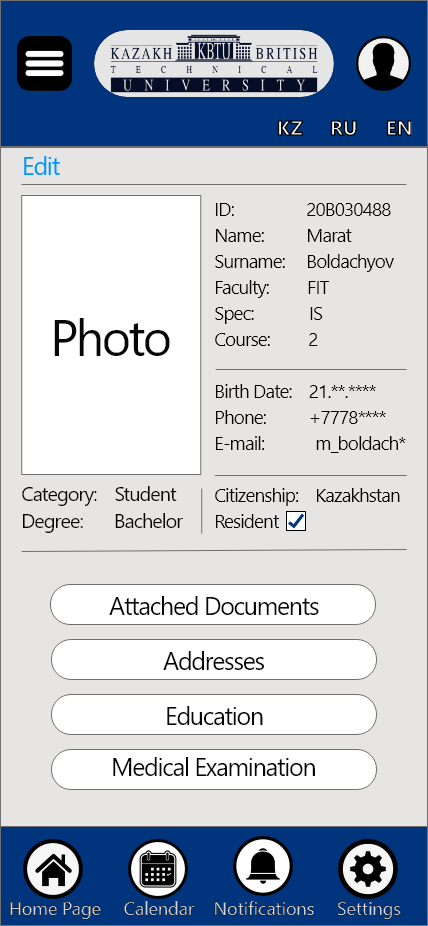 KAZAKH KBTU BRITISH
TECHNICAL
UNIVERSITY
KZ RU EN
Edit
Photo
ID: 20B030488
Name: Marat
Surname: Boldachyov
Faculty: FIT
Spec: IS
Course: 2
Birth Date: 21.**.****
Phone: +7778****
E-mail: m_boldach*
Category: Student
Degree: Bachelor
Citizenship: Kazakhstan
Resident
Attached Documents
Addresses
Education
Medical Examination
Home Page Calendar Notifications Settings